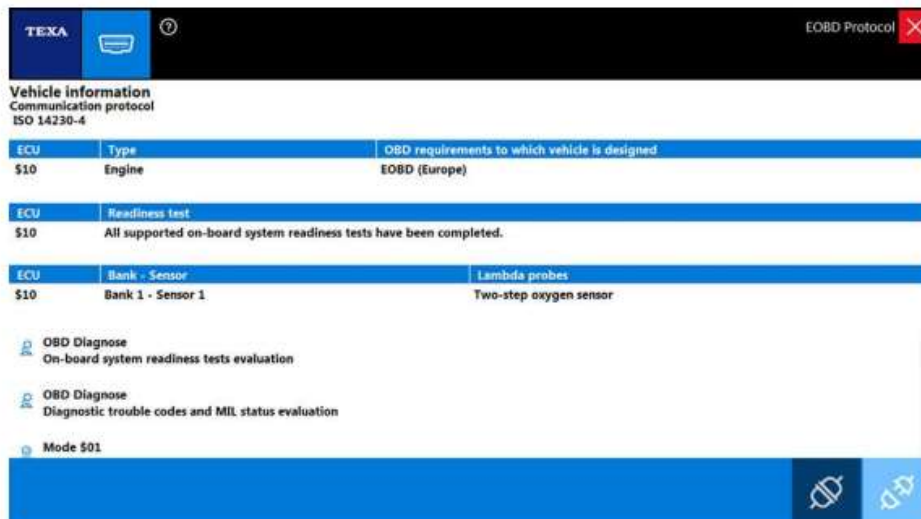 TEXA
EOBD Protocol
Vehicle information
Communication protocol
ISO 14230-4
ECU Type OBD requirements to which vehicle is designed
$10 Engine EOBD (Europe)
ECU Readiness test
$10 All supported on-board system readiness tests have been completed.
ECU Bank - Sensor Lambda probes
$10 Bank 1 - Sensor 1 Two-step oxygen sensor
OBD Diagnose
On-board system readiness tests evaluation
OBD Diagnose
Diagnostic trouble codes and MIL status evaluation
Mode $01